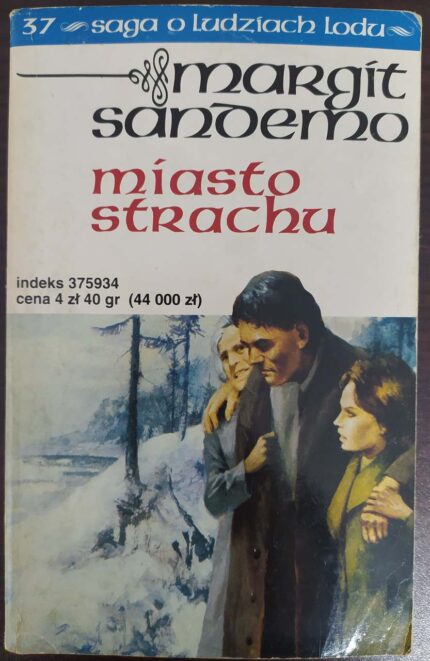 37 saga o ludziach lodu
margit
sandemo
miasto
strachu
indeks 375934
cena 4 zł 40 gr (44 000 zł)